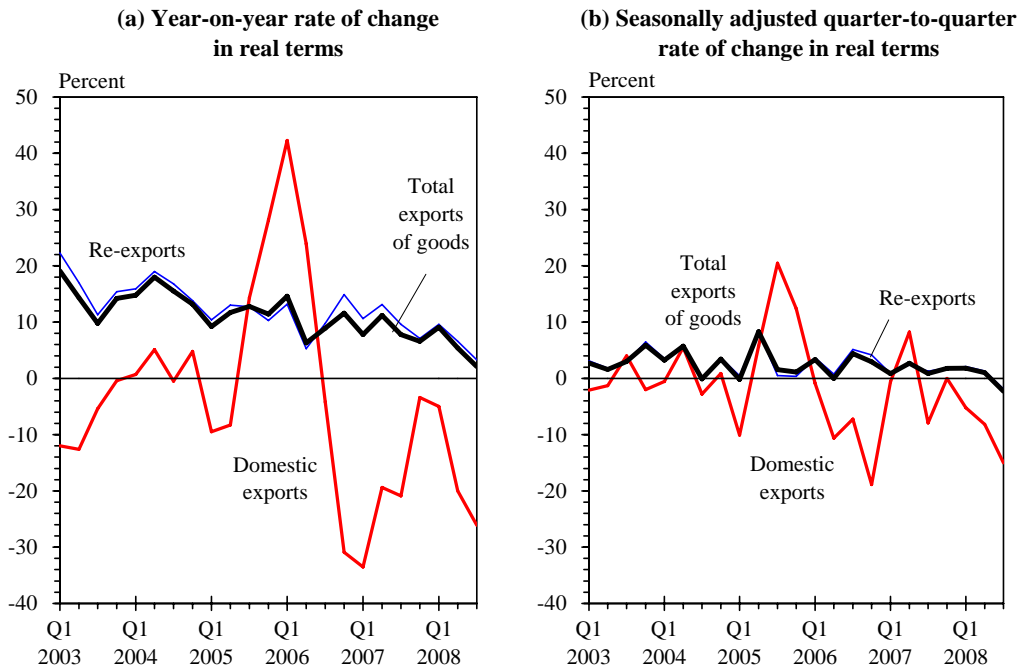 (a) Year-on-year rate of change
in real terms
Percent
50
40
30
20
10
0
-10
-20
-30
-40
Re-exports
Total
exports
of goods
Domestic
exports
Q1 Q1 Q1 Q1 Q1 Q1
2003 2004 2005 2006 2007 2008
(b) Seasonally adjusted quarter-to-quarter
rate of change in real terms
Percent
50
40
30
20
10
0
-10
-20
-30
-40
Total
exports
of goods
Re-exports
Domestic
exports
Q1 Q1 Q1 Q1 Q1 Q1
2003 2004 2005 2006 2007 2008